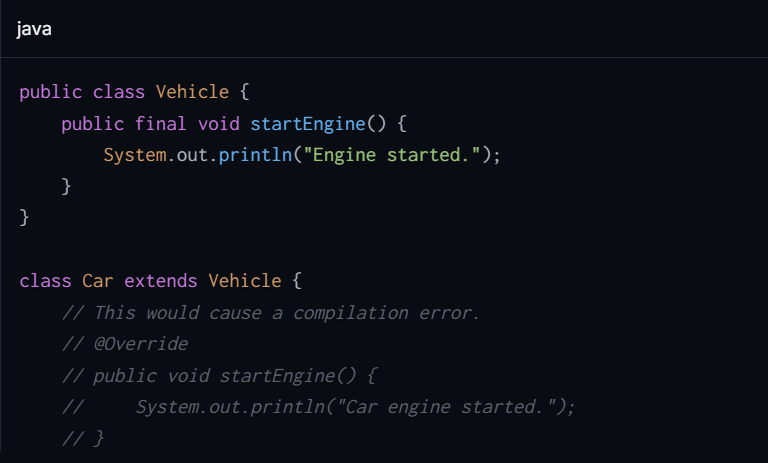 java
public class Vehicle {
    public final void startEngine() {
        System.out.println("Engine started.");
    }
}
class Car extends Vehicle {
    // This would cause a compilation error.
    // @Override
    // public void startEngine() {
    //     System.out.println("Car engine started.");
    // }